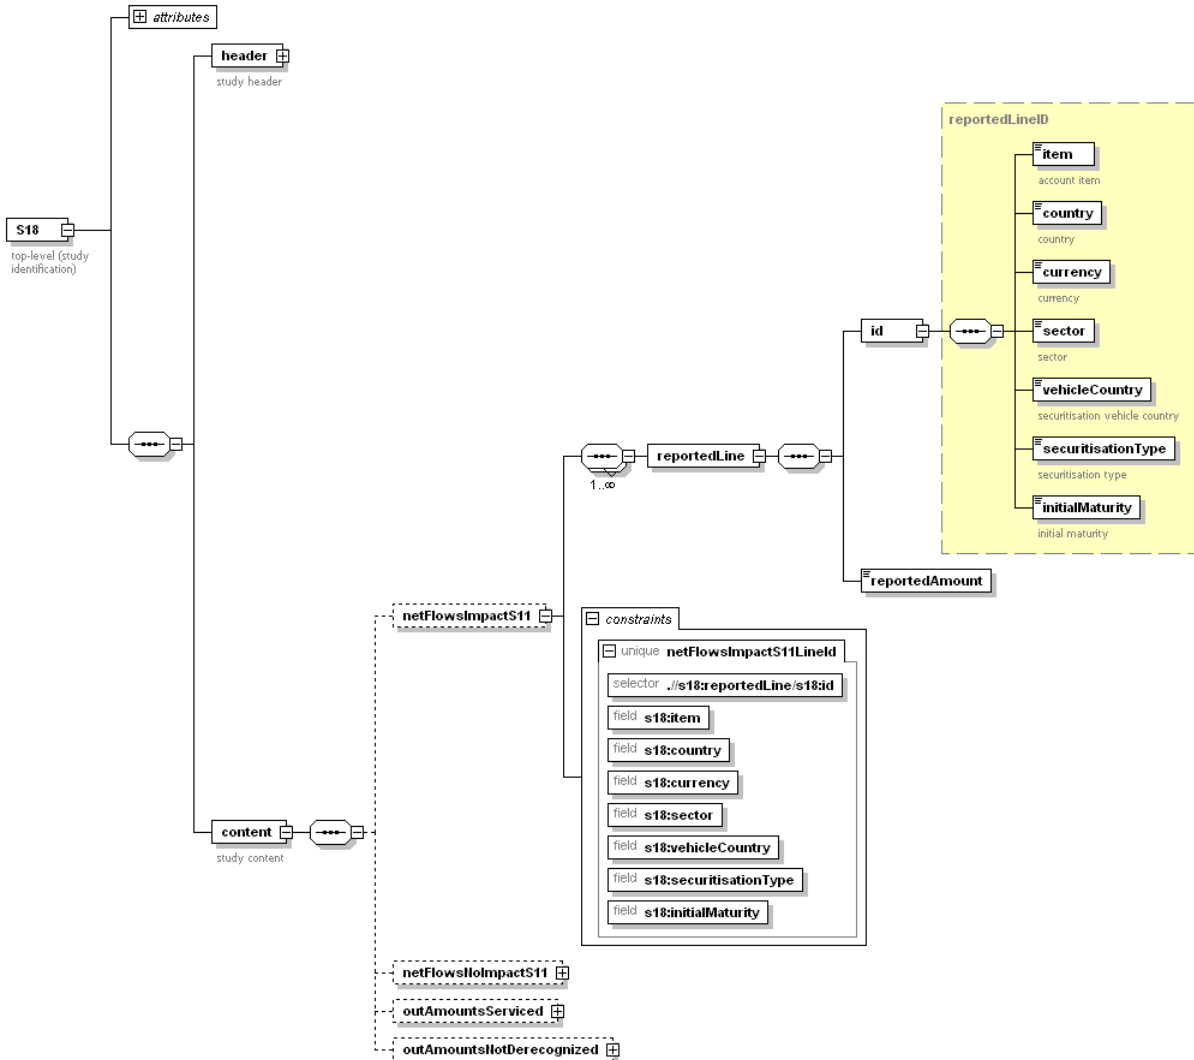 attributes
header
study header
reportedLineID
item
account item
country
country
S18
top-level (study
identification)
currency
currency
id
sector
sector
vehicleCountry
securitisation vehicle country
reportedLine
securitisationType
securitisation type
1..∞
initialMaturity
initial maturity
reportedAmount
netFlowsImpactS11
constraints
unique netFlowsImpactS11LineId
selector .//s18:reportedLine/s18:id
field s18:item
field s18:country
field s18:currency
field s18:sector
content
study content
field s18:vehicleCountry
field s18:securitisationType
field s18:initialMaturity
netFlowsNoImpactS11
outAmountsServiced
outAmountsNotDerecognized